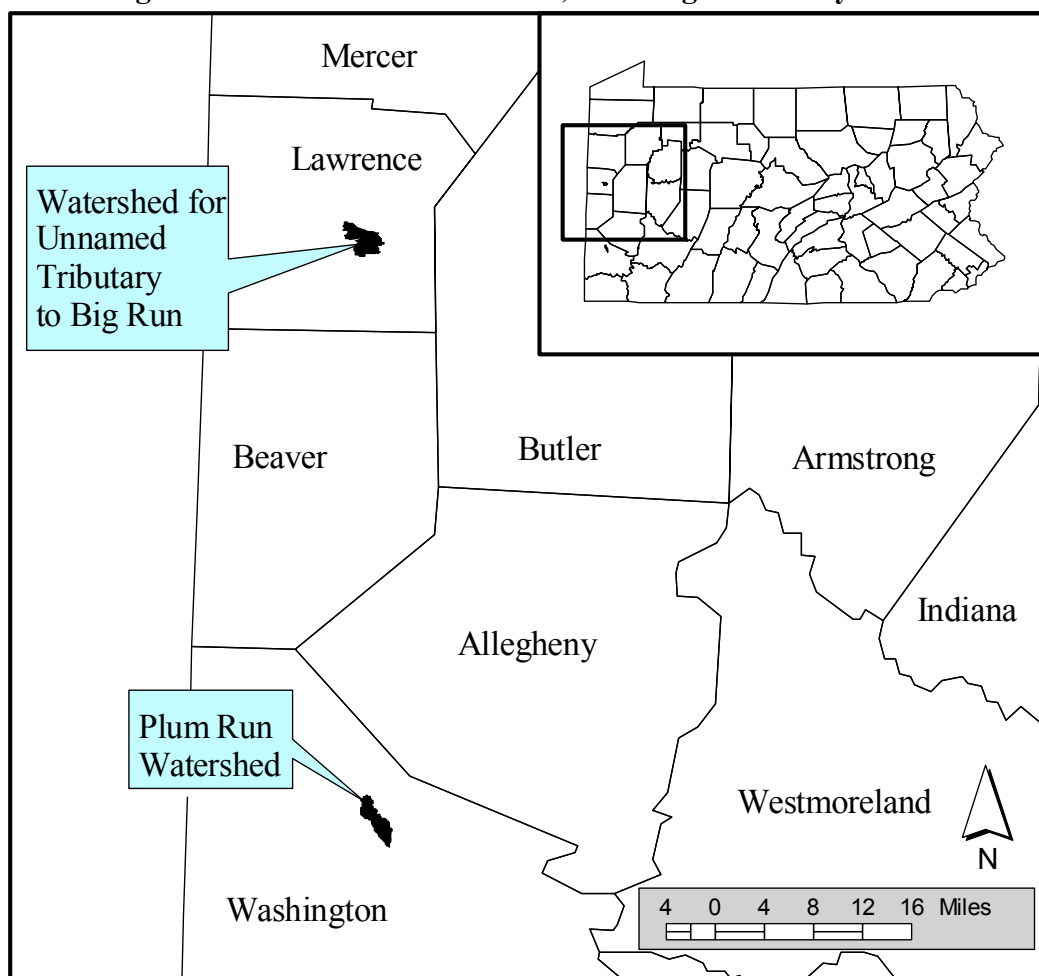 Mercer
Lawrence
Watershed for
Unnamed
Tributary
to Big Run
Beaver
Butler
Armstrong
Indiana
Allegheny
Plum Run
Watershed
Westmoreland
N
Washington
4 0 4 8 12 16 Miles